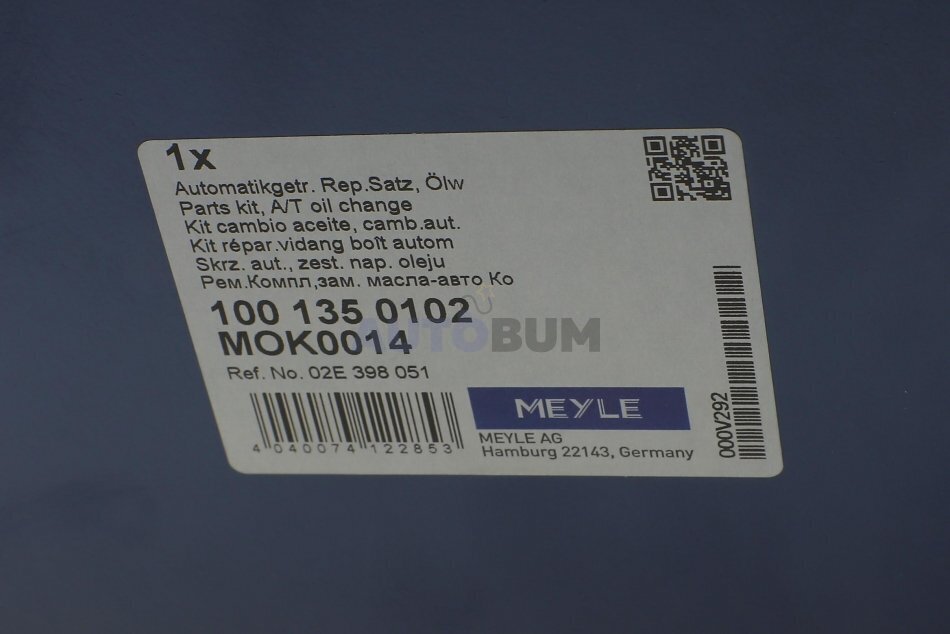 1x
Automatikgetr. Rep.Satz, Ölw
Parts kit, A/T oil change
Kit cambio aceite, camb.aut.
Kit répar.vidang boît autom
Skrz. aut., zest. nap. oleju
Рем.Компл,зам. масла-авто Ко
100 135 0102
MOK0014
AUTOBUM
Ref. No. 02E 398 051
4 040074 122853
MEYLE
MEYLE AG
Hamburg 22143, Germany
000V292